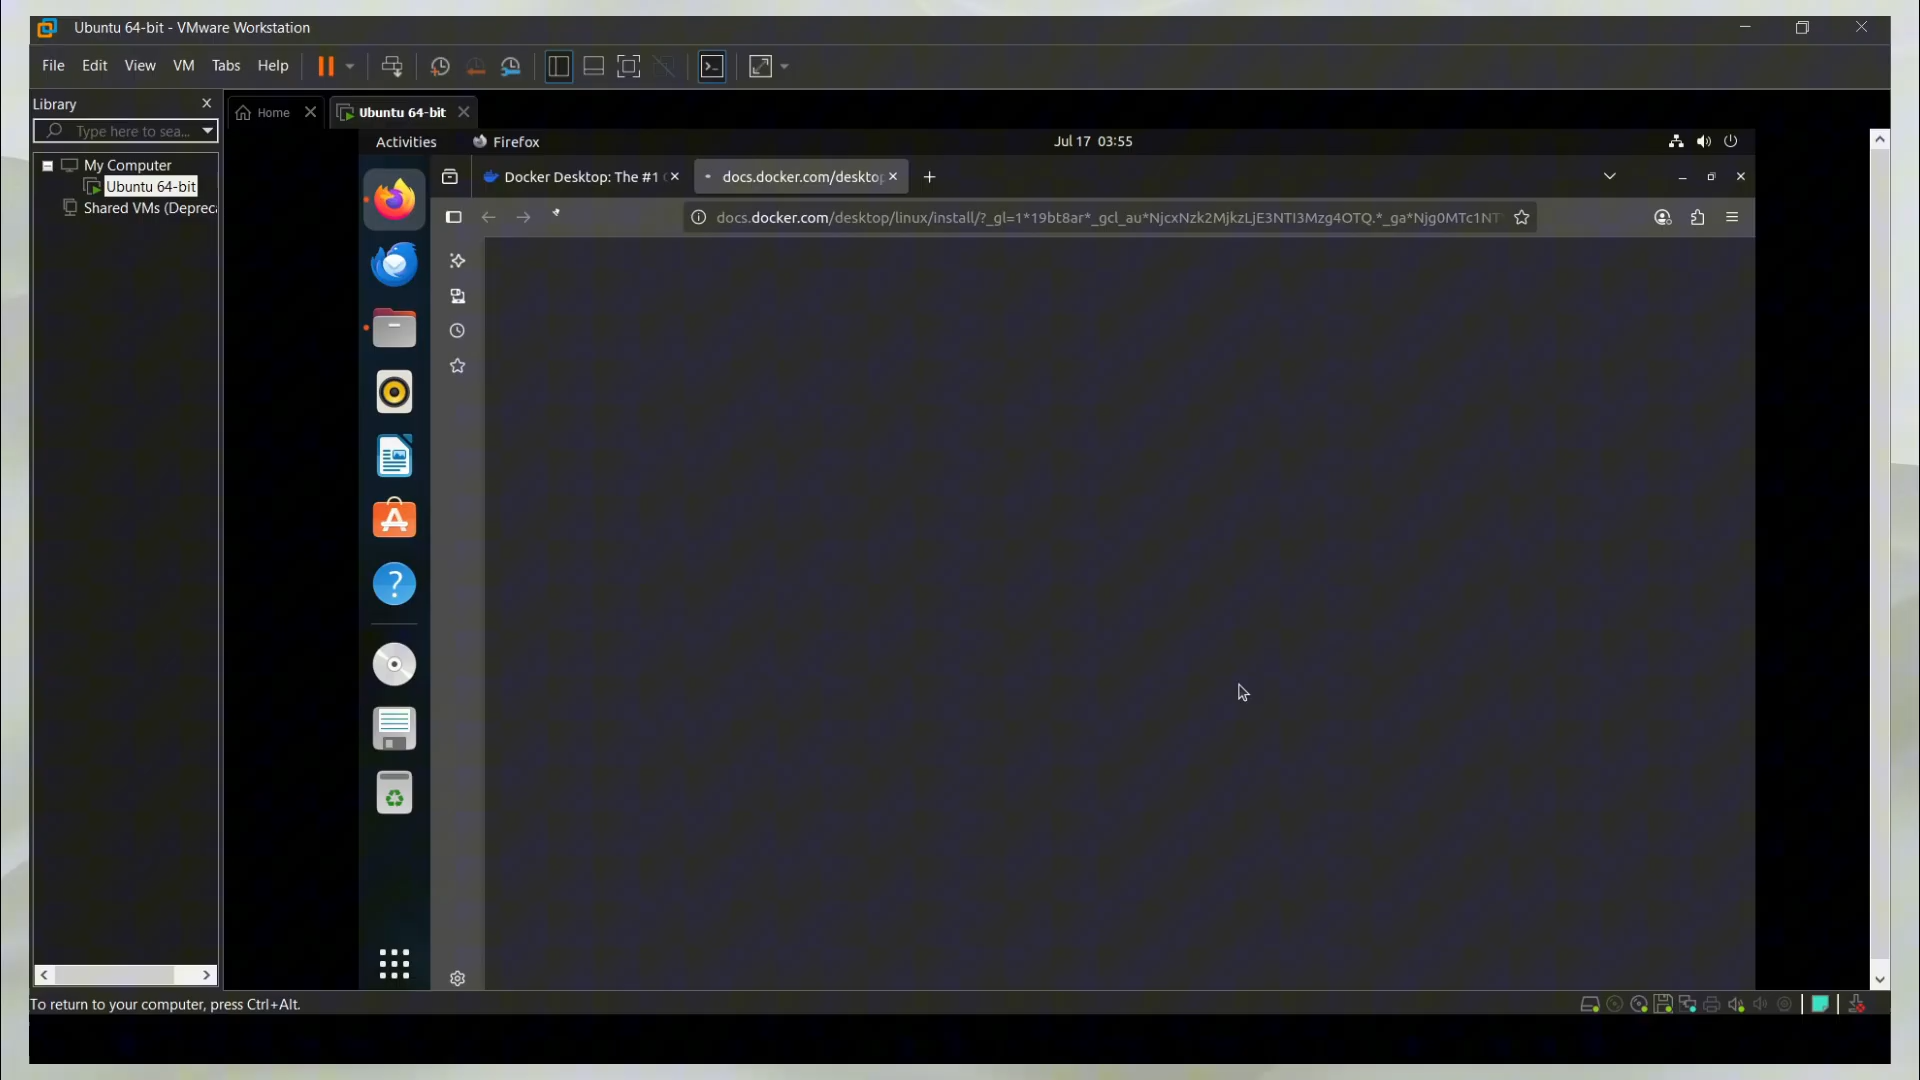 Ubuntu 64-bit - VMware Workstation
File Edit View VM Tabs Help
Library
Type here to sea...
My Computer
Ubuntu 64-bit
Shared VMs (Depreca
Home
Ubuntu 64-bit
Activities
Firefox
Jul 17 03:55
Docker Desktop: The #1
docs.docker.com/deskto
docs.docker.com/desktop/linux/install/?_gl=1*19bt8ar*_gcl_au*NjcxNzk2MjkzLjE3NTI3Mzg4OTQ.*_ga*Njg0MTc1NT
To return to your computer, press Ctrl+Alt.